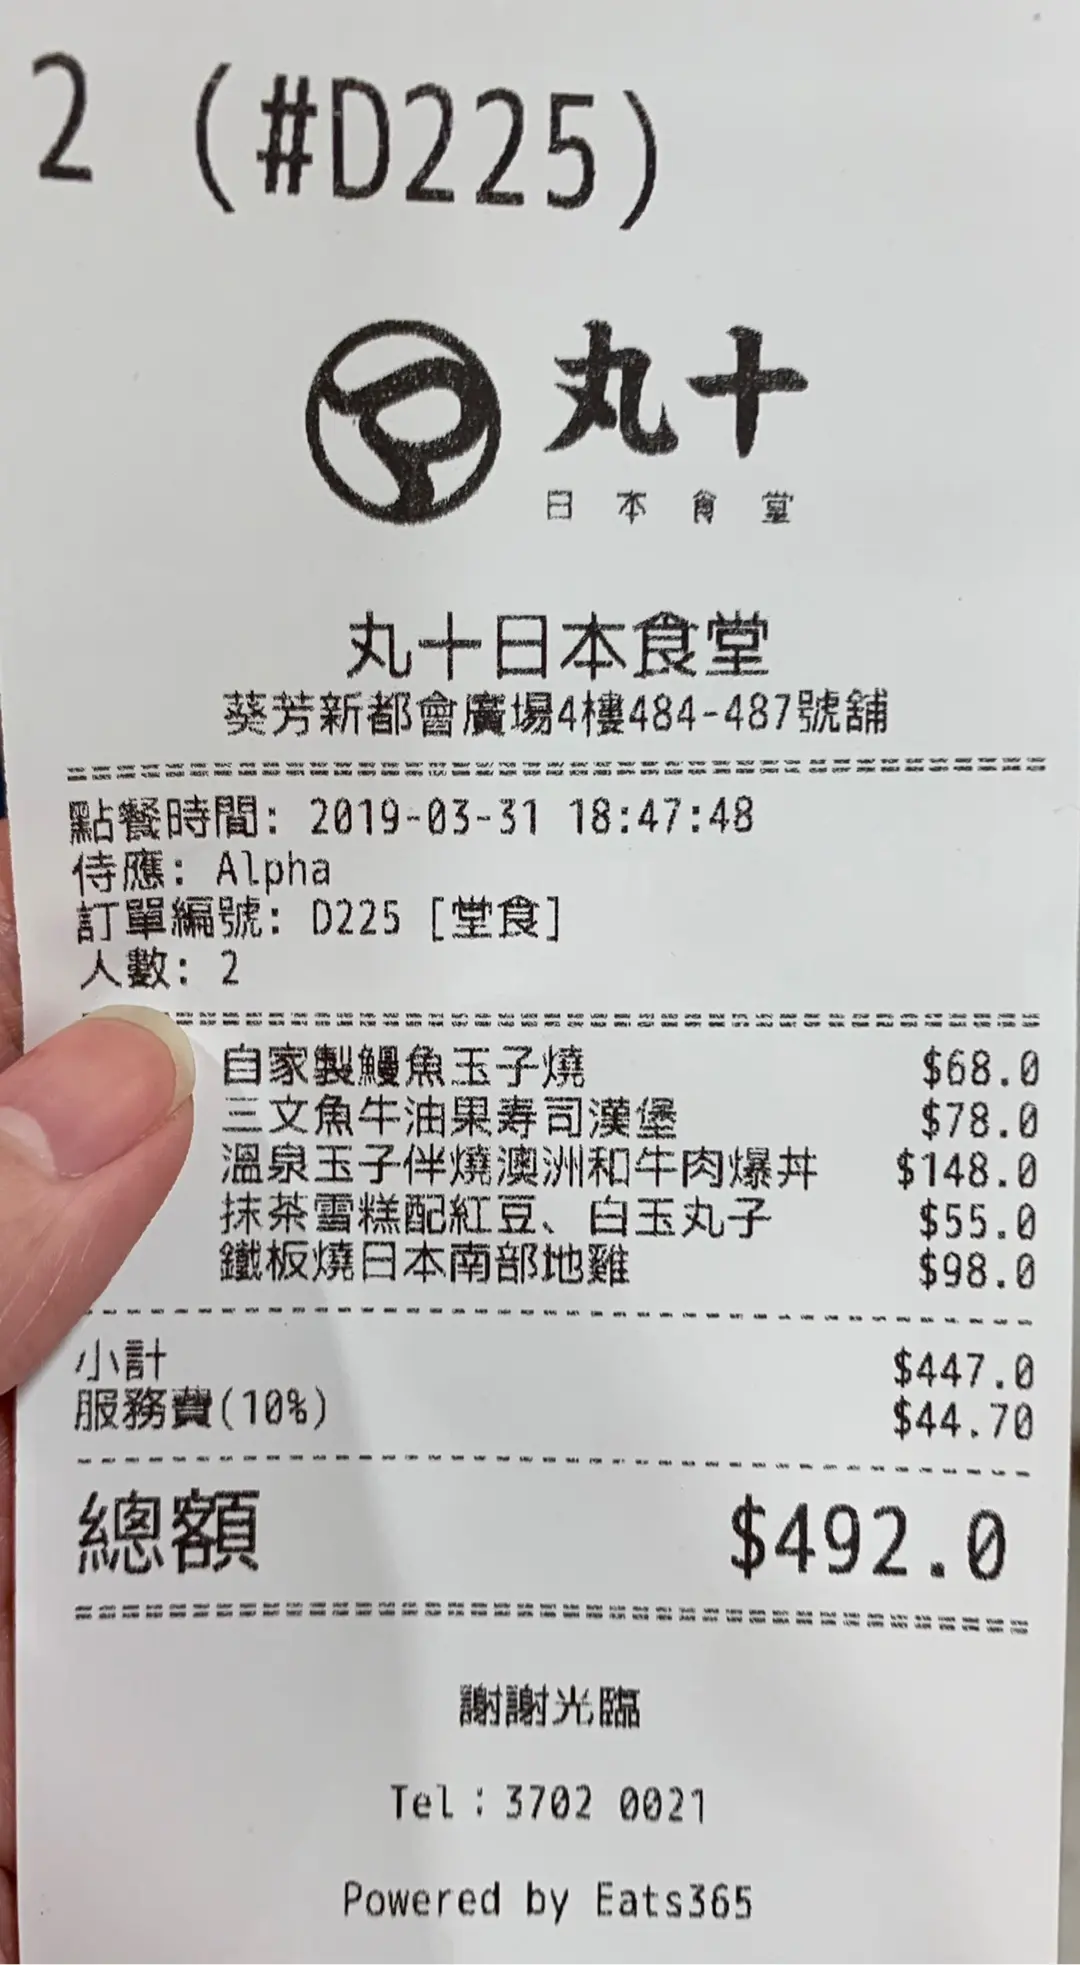 2 (#D225)
丸十
日本食堂
丸十日本食堂
葵芳新都會廣場4樓484-487號舖
點餐時間: 2019-03-31 18:47:48
侍應: Alpha
訂單編號: D225 [堂食]
人數: 2
自家製鰻魚玉子燒 $68.0
三文魚牛油果寿司漢堡 $78.0
溫泉玉子伴燒澳洲和牛肉爆丼 $148.0
抹茶雪糕配紅豆、白玉丸子 $55.0
鐵板燒日本南部地雞 $98.0
小計 $447.0
服務費(10%) $44.70
總額 $492.0
謝謝光臨
Tel：3702 0021
Powered by Eats365